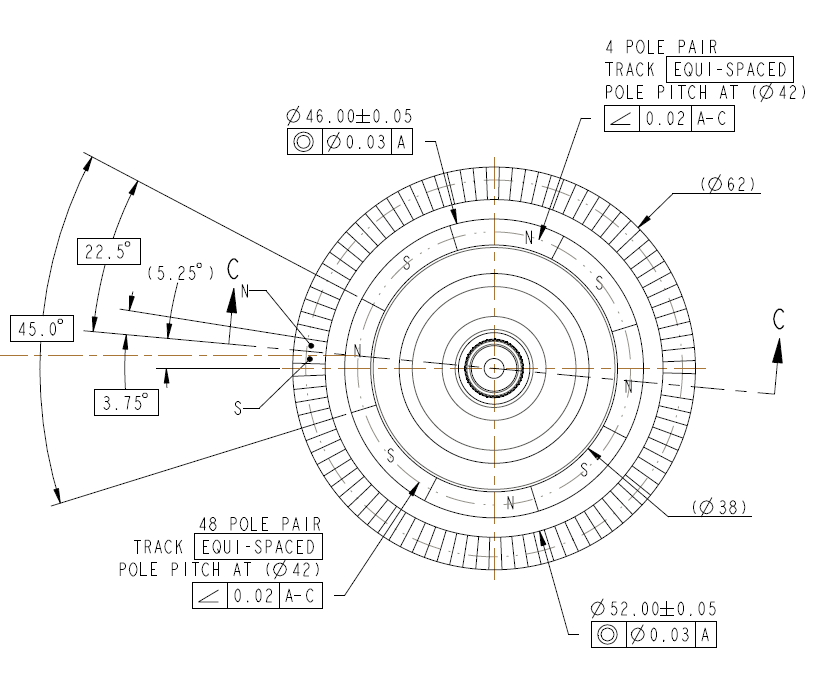 4 POLE PAIR
TRACK EQUI-SPACED
POLE PITCH AT (Ø42)
∠ 0.02 A-C
Ø46.00±0.05
◎ Ø0.03 A
(Ø62)
22.5°
(5.25°)
C
N
45.0°
3.75°
S
N
S
S
N
N
S
S
N
C
(Ø38)
48 POLE PAIR
TRACK EQUI-SPACED
POLE PITCH AT (Ø42)
∠ 0.02 A-C
Ø52.00±0.05
◎ Ø0.03 A